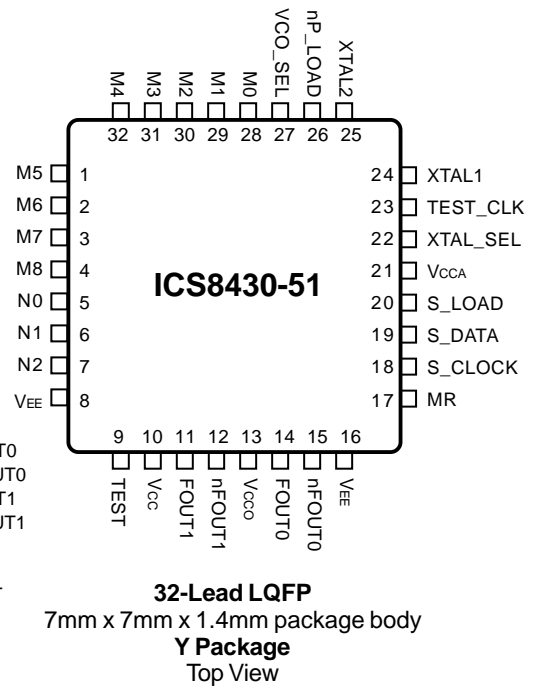 M4 M3 M2 M1 M0 VCO_SEL nP_LOAD XTAL2
32 31 30 29 28 27 26 25
M5 1
M6 2
M7 3
M8 4
N0 5
N1 6
N2 7
VEE 8
24 XTAL1
23 TEST_CLK
22 XTAL_SEL
21 VCCA
20 S_LOAD
19 S_DATA
18 S_CLOCK
17 MR
ICS8430-51
9 10 11 12 13 14 15 16
TEST VCC FOUT1 nFOUT1 VCCO FOUT0 nFOUT0 VEE
UT0
UT1
32-Lead LQFP
7mm x 7mm x 1.4mm package body
Y Package
Top View